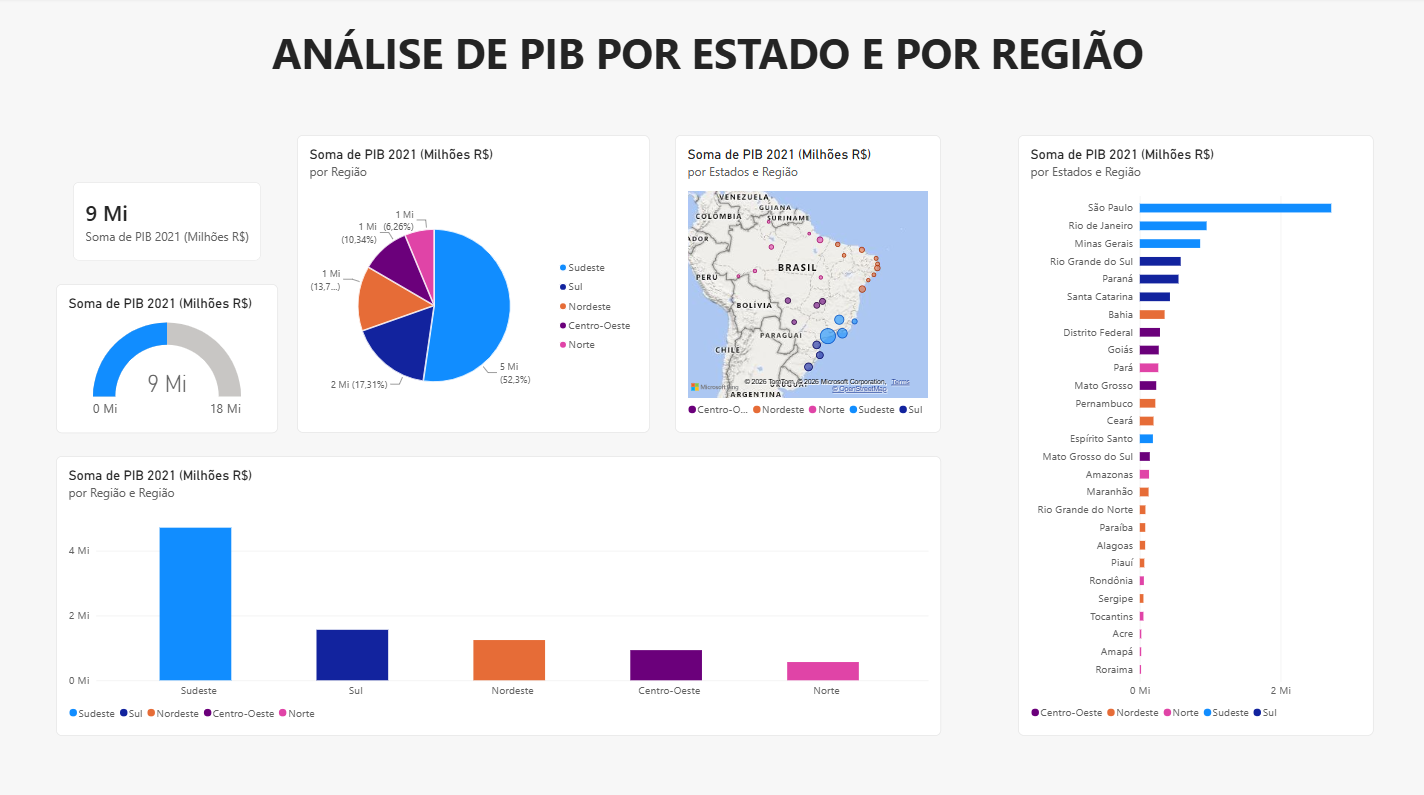 ANÁLISE DE PIB POR ESTADO E POR REGIÃO
9 Mi
Soma de PIB 2021 (Milhões R$)
Soma de PIB 2021 (Milhões R$)
9 Mi
0 Mi
18 Mi
Soma de PIB 2021 (Milhões R$)
por Região
1 Mi
(6,26%)
1 Mi
(10,34%)
1 Mi
(13,7...)
2 Mi (17,31%)
5 Mi
(52,3%)
Sudeste
Sul
Nordeste
Centro-Oeste
Norte
Soma de PIB 2021 (Milhões R$)
por Estados e Região
VENEZUELA
GUIANA
COLÔMBIA
SURINAME
ADOR
BRASIL
PERU
BOLÍVIA
PARAGUAI
CHILE
URUGUAI
ARGENTINA
Microsoft Bing
© 2026 TomTom, © 2026 Microsoft Corporation, Terms
© OpenStreetMap
Centro-O... Nordeste Norte Sudeste Sul
Soma de PIB 2021 (Milhões R$)
por Região e Região
4 Mi
2 Mi
0 Mi
Sudeste
Sul
Nordeste
Centro-Oeste
Norte
Sudeste Sul Nordeste Centro-Oeste Norte
Soma de PIB 2021 (Milhões R$)
por Estados e Região
São Paulo
Rio de Janeiro
Minas Gerais
Rio Grande do Sul
Paraná
Santa Catarina
Bahia
Distrito Federal
Goiás
Pará
Mato Grosso
Pernambuco
Ceará
Espírito Santo
Mato Grosso do Sul
Amazonas
Maranhão
Rio Grande do Norte
Paraíba
Alagoas
Piauí
Rondônia
Sergipe
Tocantins
Acre
Amapá
Roraima
0 Mi
2 Mi
Centro-Oeste Nordeste Norte Sudeste Sul